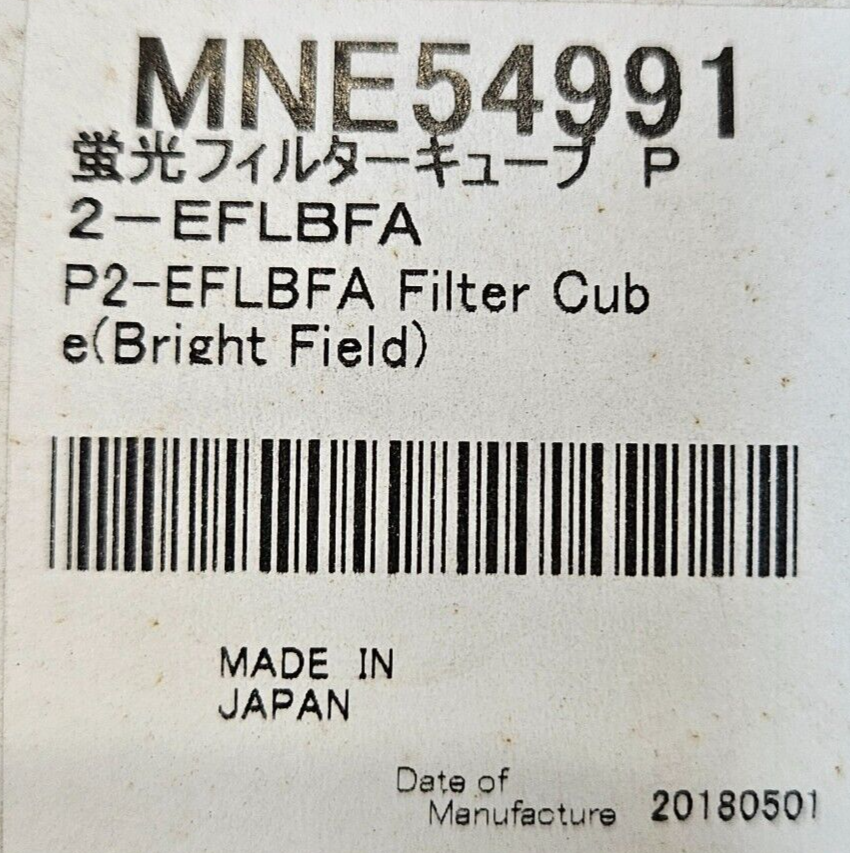 MNE54991
蛍光フィルターキューブ P
2-EFLBFA
P2-EFLBFA Filter Cub
e(Bright Field)
MADE IN
JAPAN
Date of
Manufacture 20180501